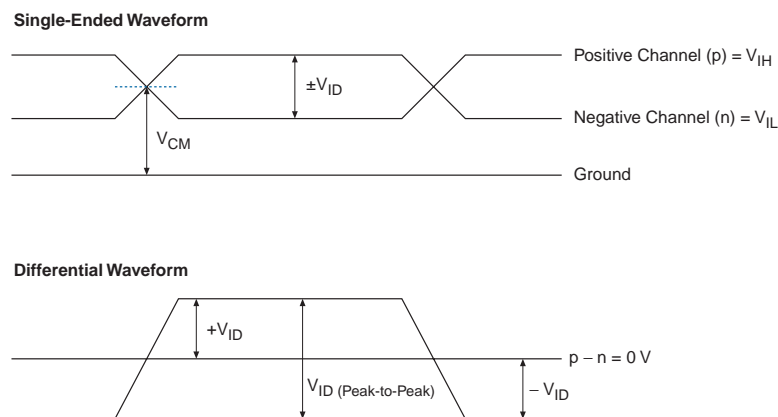 Single-Ended Waveform
Positive Channel (p) = VIH
±VID
Negative Channel (n) = VIL
VCM
Ground
Differential Waveform
+VID
p − n = 0 V
VID (Peak-to-Peak)
− VID